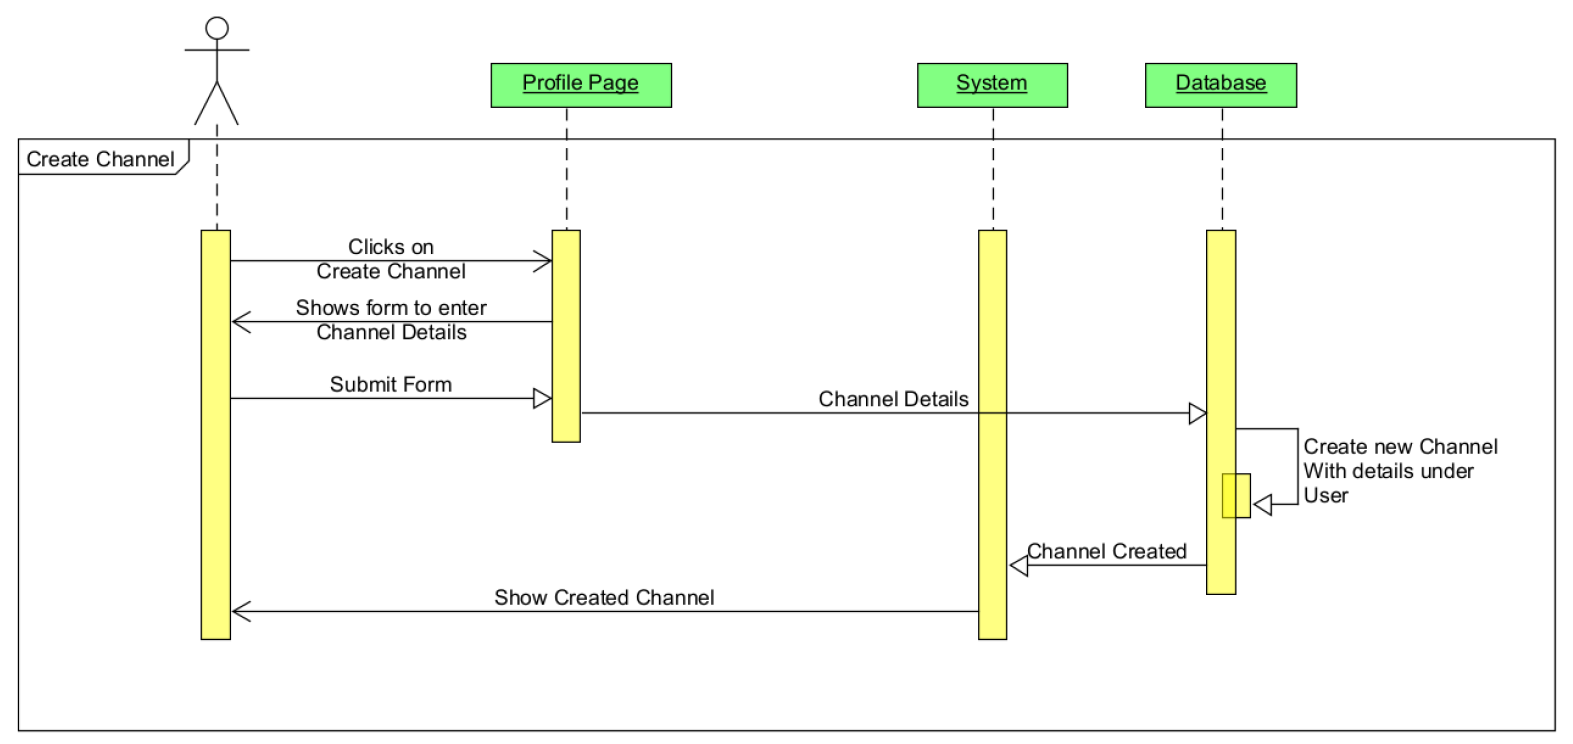 Profile Page
System
Database
Create Channel
Clicks on
Create Channel
Shows form to enter
Channel Details
Submit Form
Channel Details
Create new Channel
With details under
User
Channel Created
Show Created Channel